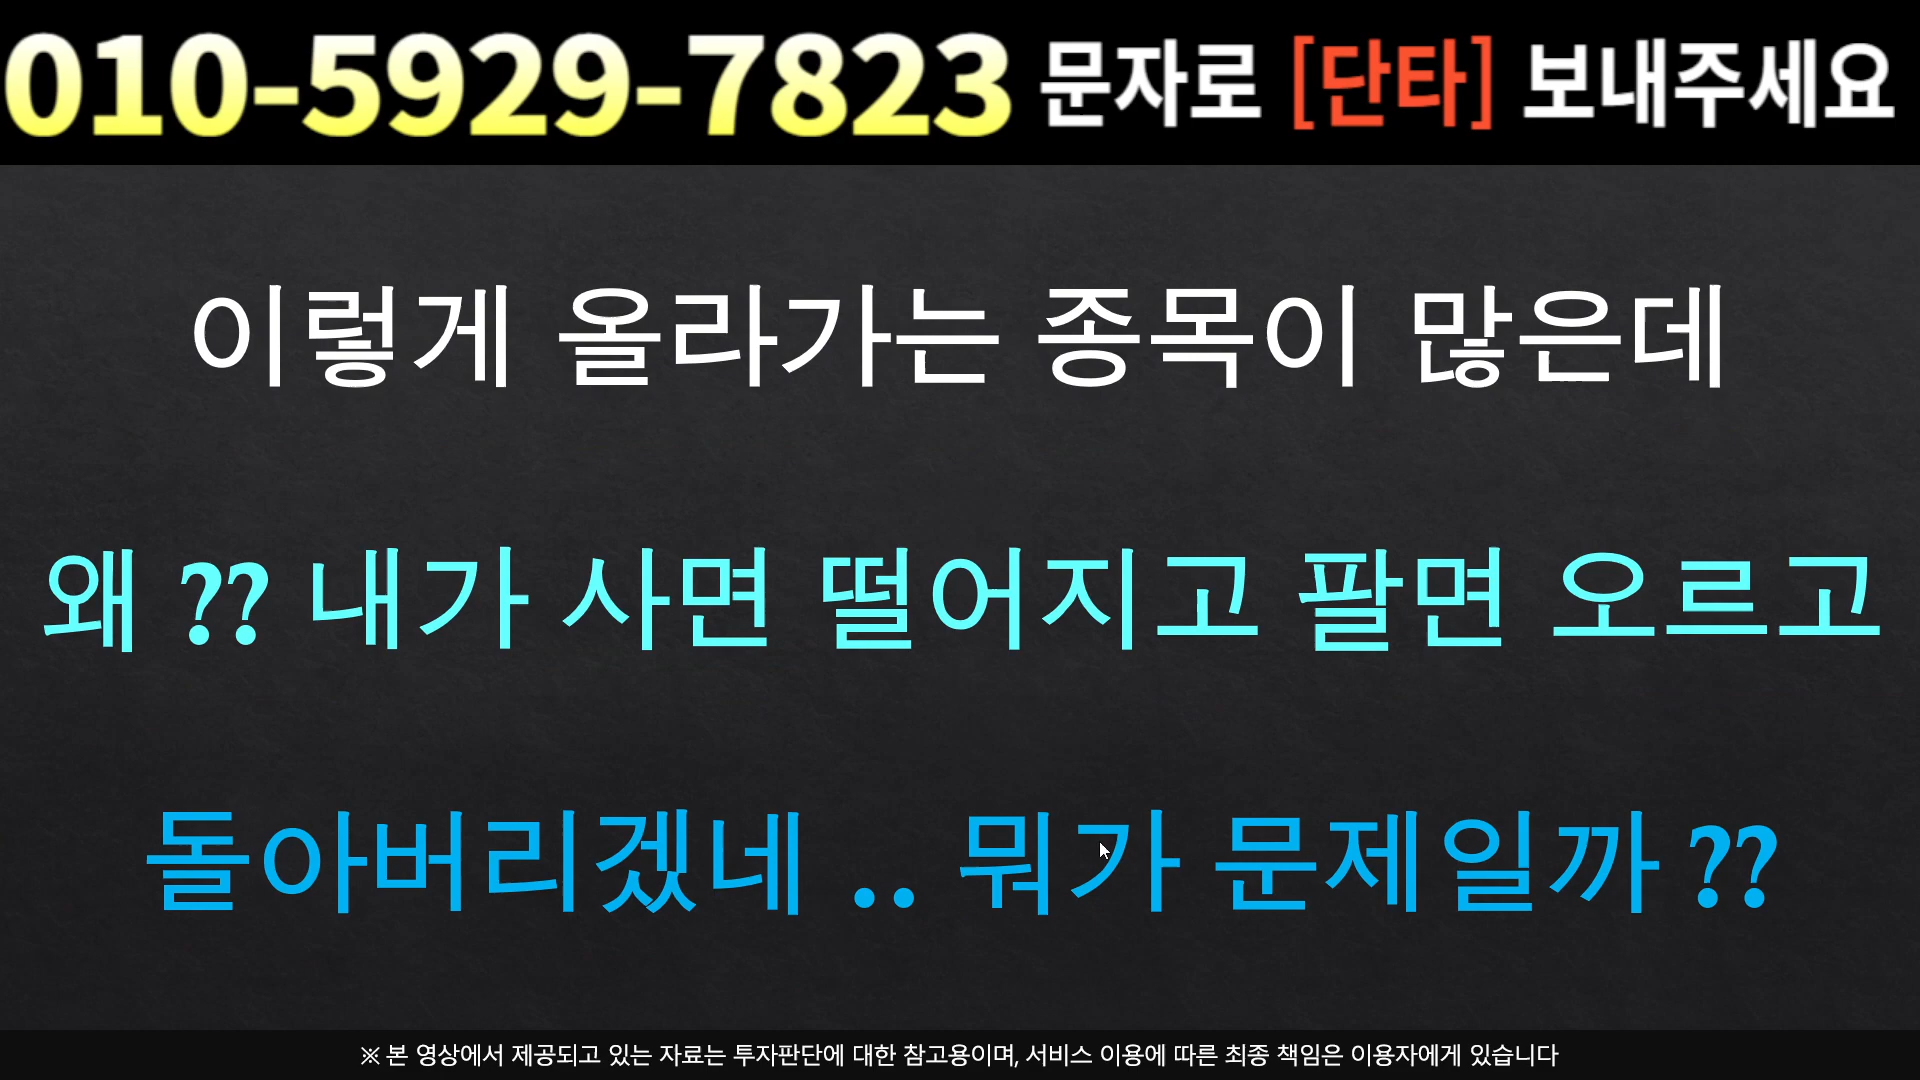 010-5929-7823 문자로 [단타] 보내주세요
이렇게 올라가는 종목이 많은데
왜 ?? 내가 사면 떨어지고 팔면 오르고
돌아버리겠네 .. 뭐가 문제일까 ??
※ 본 영상에서 제공되고 있는 자료는 투자판단에 대한 참고용이며, 서비스 이용에 따른 최종 책임은 이용자에게 있습니다